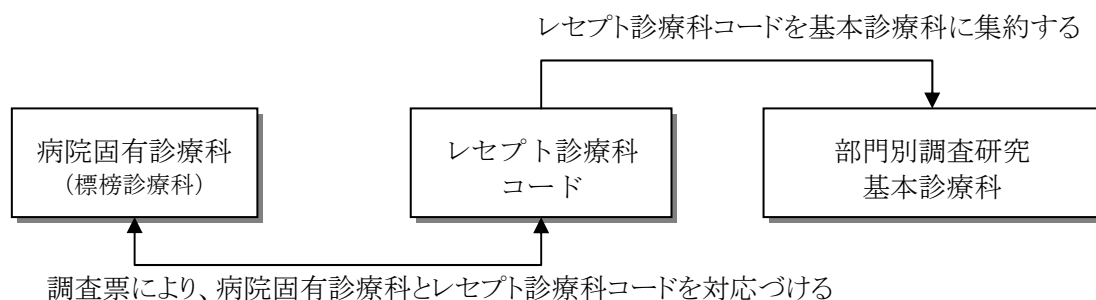 レセプト診療科コードを基本診療科に集約する
病院固有診療科
(標榜診療科)
レセプト診療科
コード
部門別調査研究
基本診療科
調査票により、病院固有診療科とレセプト診療科コードを対応づける